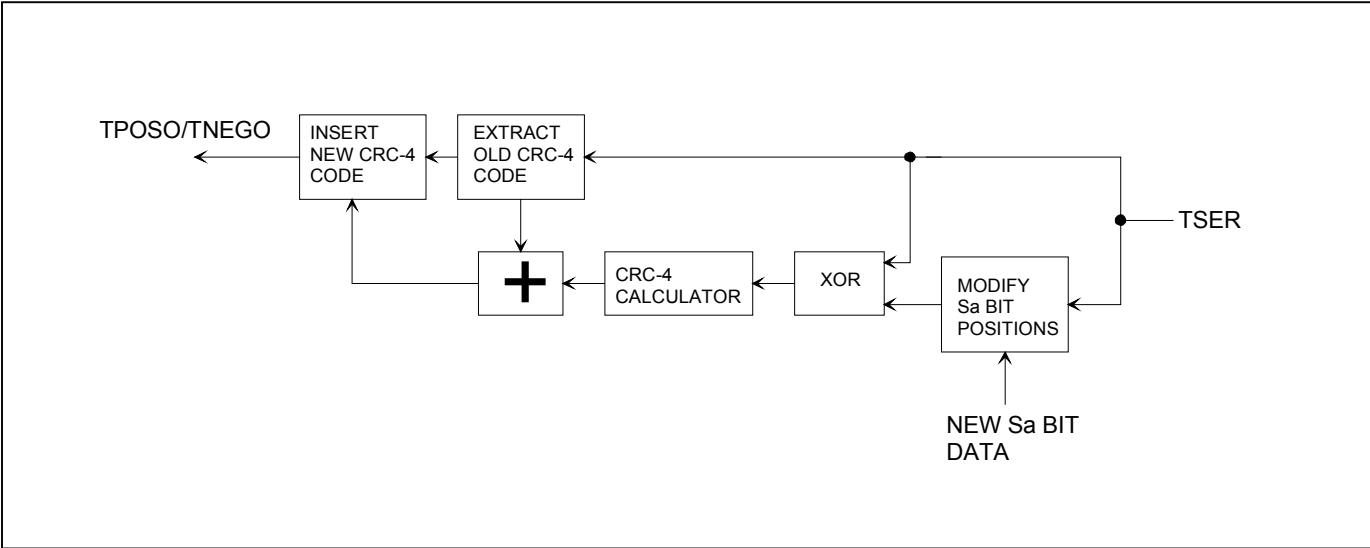 TPOSO/TNEGO
INSERT
NEW CRC-4
CODE
EXTRACT
OLD CRC-4
CODE
TSER
+
CRC-4
CALCULATOR
XOR
MODIFY
Sa BIT
POSITIONS
NEW Sa BIT
DATA